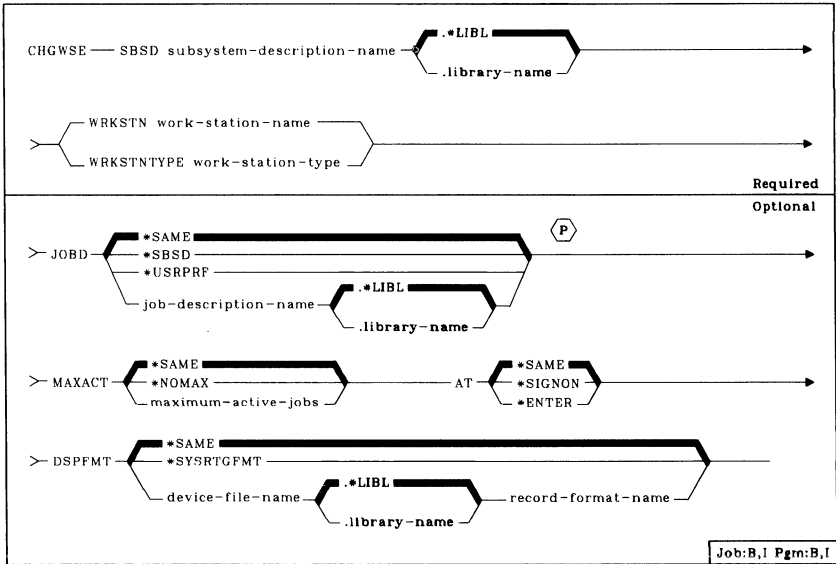 .*LIBL
CHGWSE SBSD subsystem-description-name
.library-name
WRKSTN work-station-name
WRKSTNTYPE work-station-type
Required
Optional
*SAME
P
JOBD *SBSD
*USRPRF
.*LIBL
job-description-name
.library-name
*SAME *SAME
MAXACT *NOMAX AT *SIGNON
maximum-active-jobs *ENTER
*SAME
DSPFMT *SYSRTGFMT
.*LIBL
device-file-name record-format-name
.library-name
Job:B,I Pgm:B,I